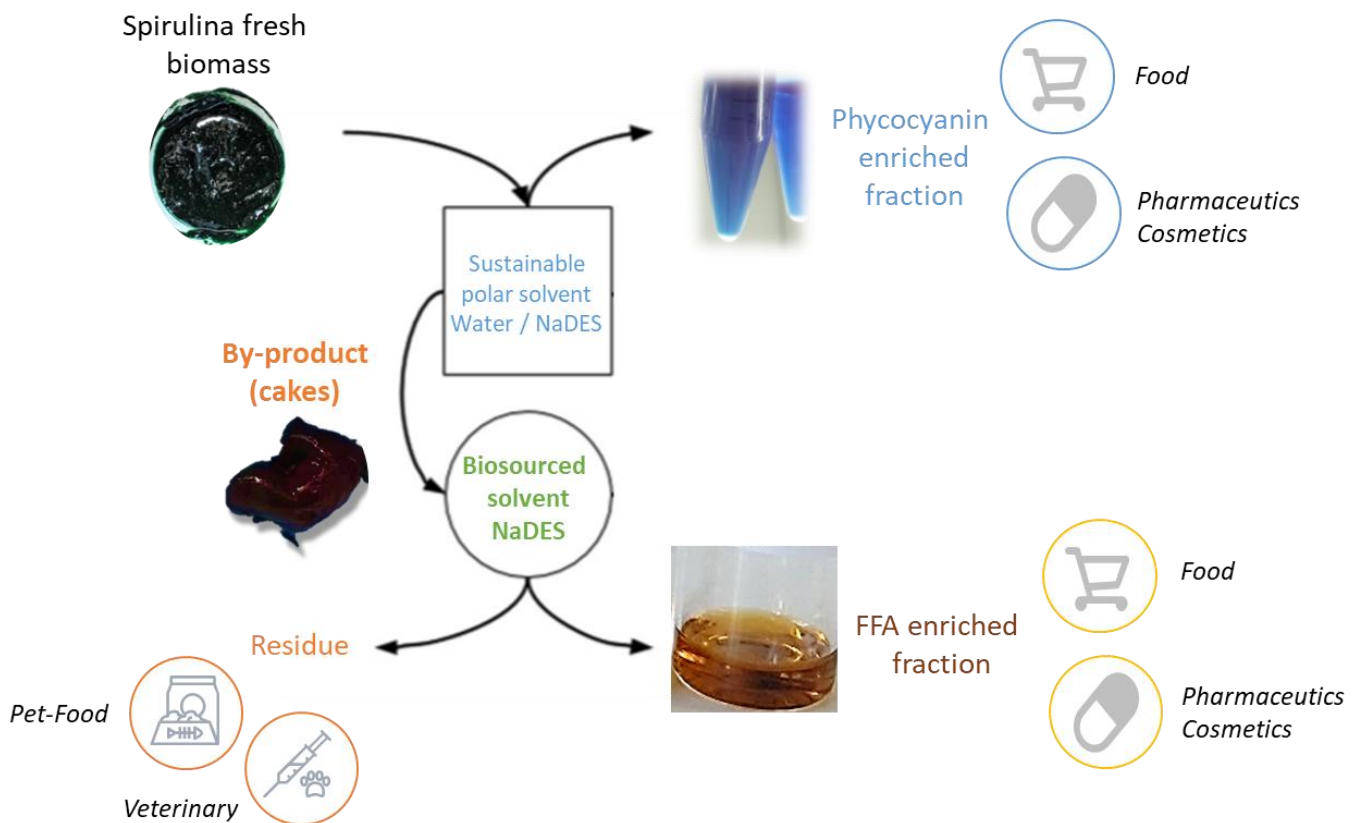 Spirulina fresh
biomass
Food
Phycocyanin
enriched
fraction
Pharmaceutics
Cosmetics
Sustainable
polar solvent
Water / NaDES
By-product
(cakes)
Biosourced
solvent
NaDES
Residue
Pet-Food
Veterinary
FFA enriched
fraction
Food
Pharmaceutics
Cosmetics